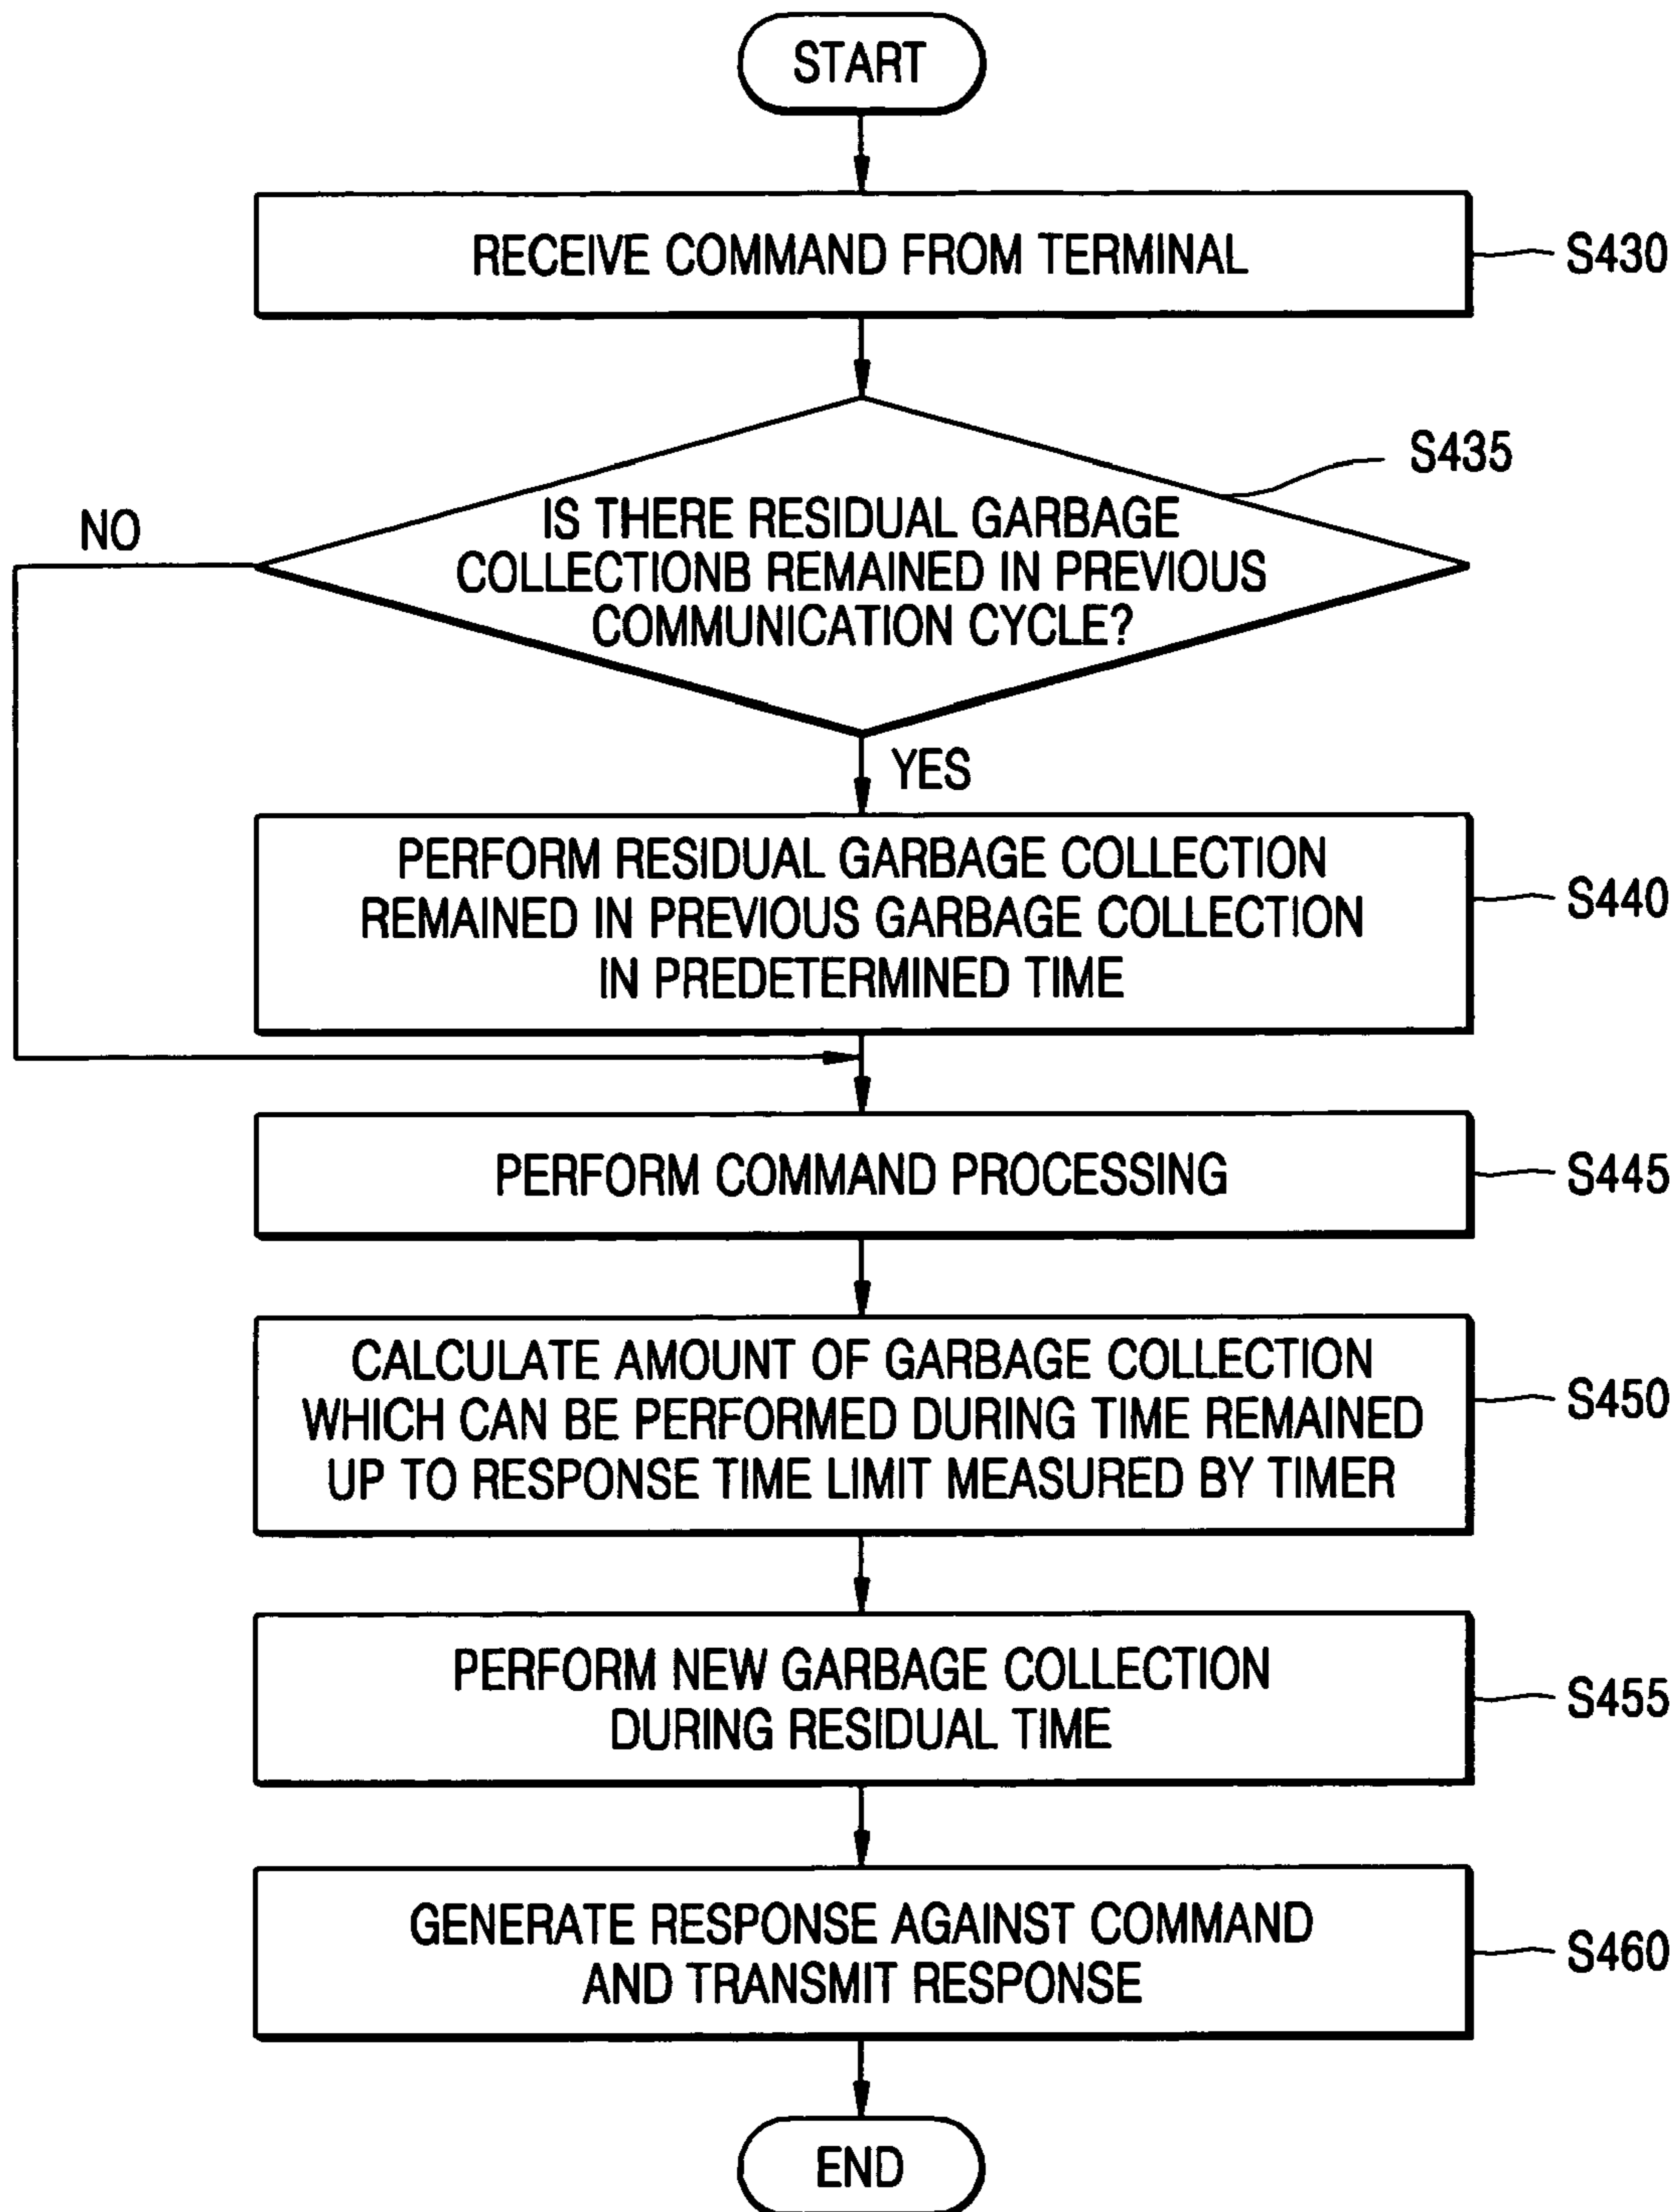 START
RECEIVE COMMAND FROM TERMINAL
S430
S435
IS THERE RESIDUAL GARBAGE
COLLECTIONB REMAINED IN PREVIOUS
COMMUNICATION CYCLE?
NO
YES
PERFORM RESIDUAL GARBAGE COLLECTION
REMAINED IN PREVIOUS GARBAGE COLLECTION
IN PREDETERMINED TIME
S440
PERFORM COMMAND PROCESSING
S445
CALCULATE AMOUNT OF GARBAGE COLLECTION
WHICH CAN BE PERFORMED DURING TIME REMAINED
UP TO RESPONSE TIME LIMIT MEASURED BY TIMER
S450
PERFORM NEW GARBAGE COLLECTION
DURING RESIDUAL TIME
S455
GENERATE RESPONSE AGAINST COMMAND
AND TRANSMIT RESPONSE
S460
END